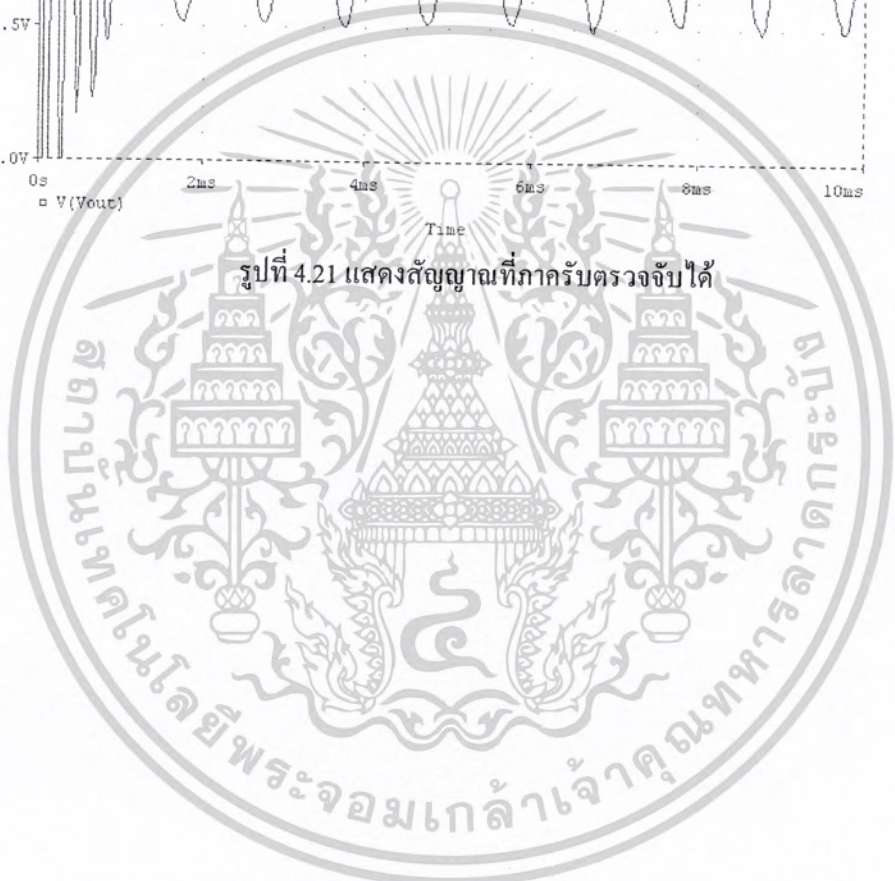 .5V
.0V
0s 2ms 4ms 6ms 8ms 10ms
V(Vout)
Time
รูปที่ 4.21 แสดงสัญญาณที่ภาครับตรวจจับได้
สถาบันเทคโนโลยีพระจอมเกล้าเจ้าคุณทหารลาดกระบัง